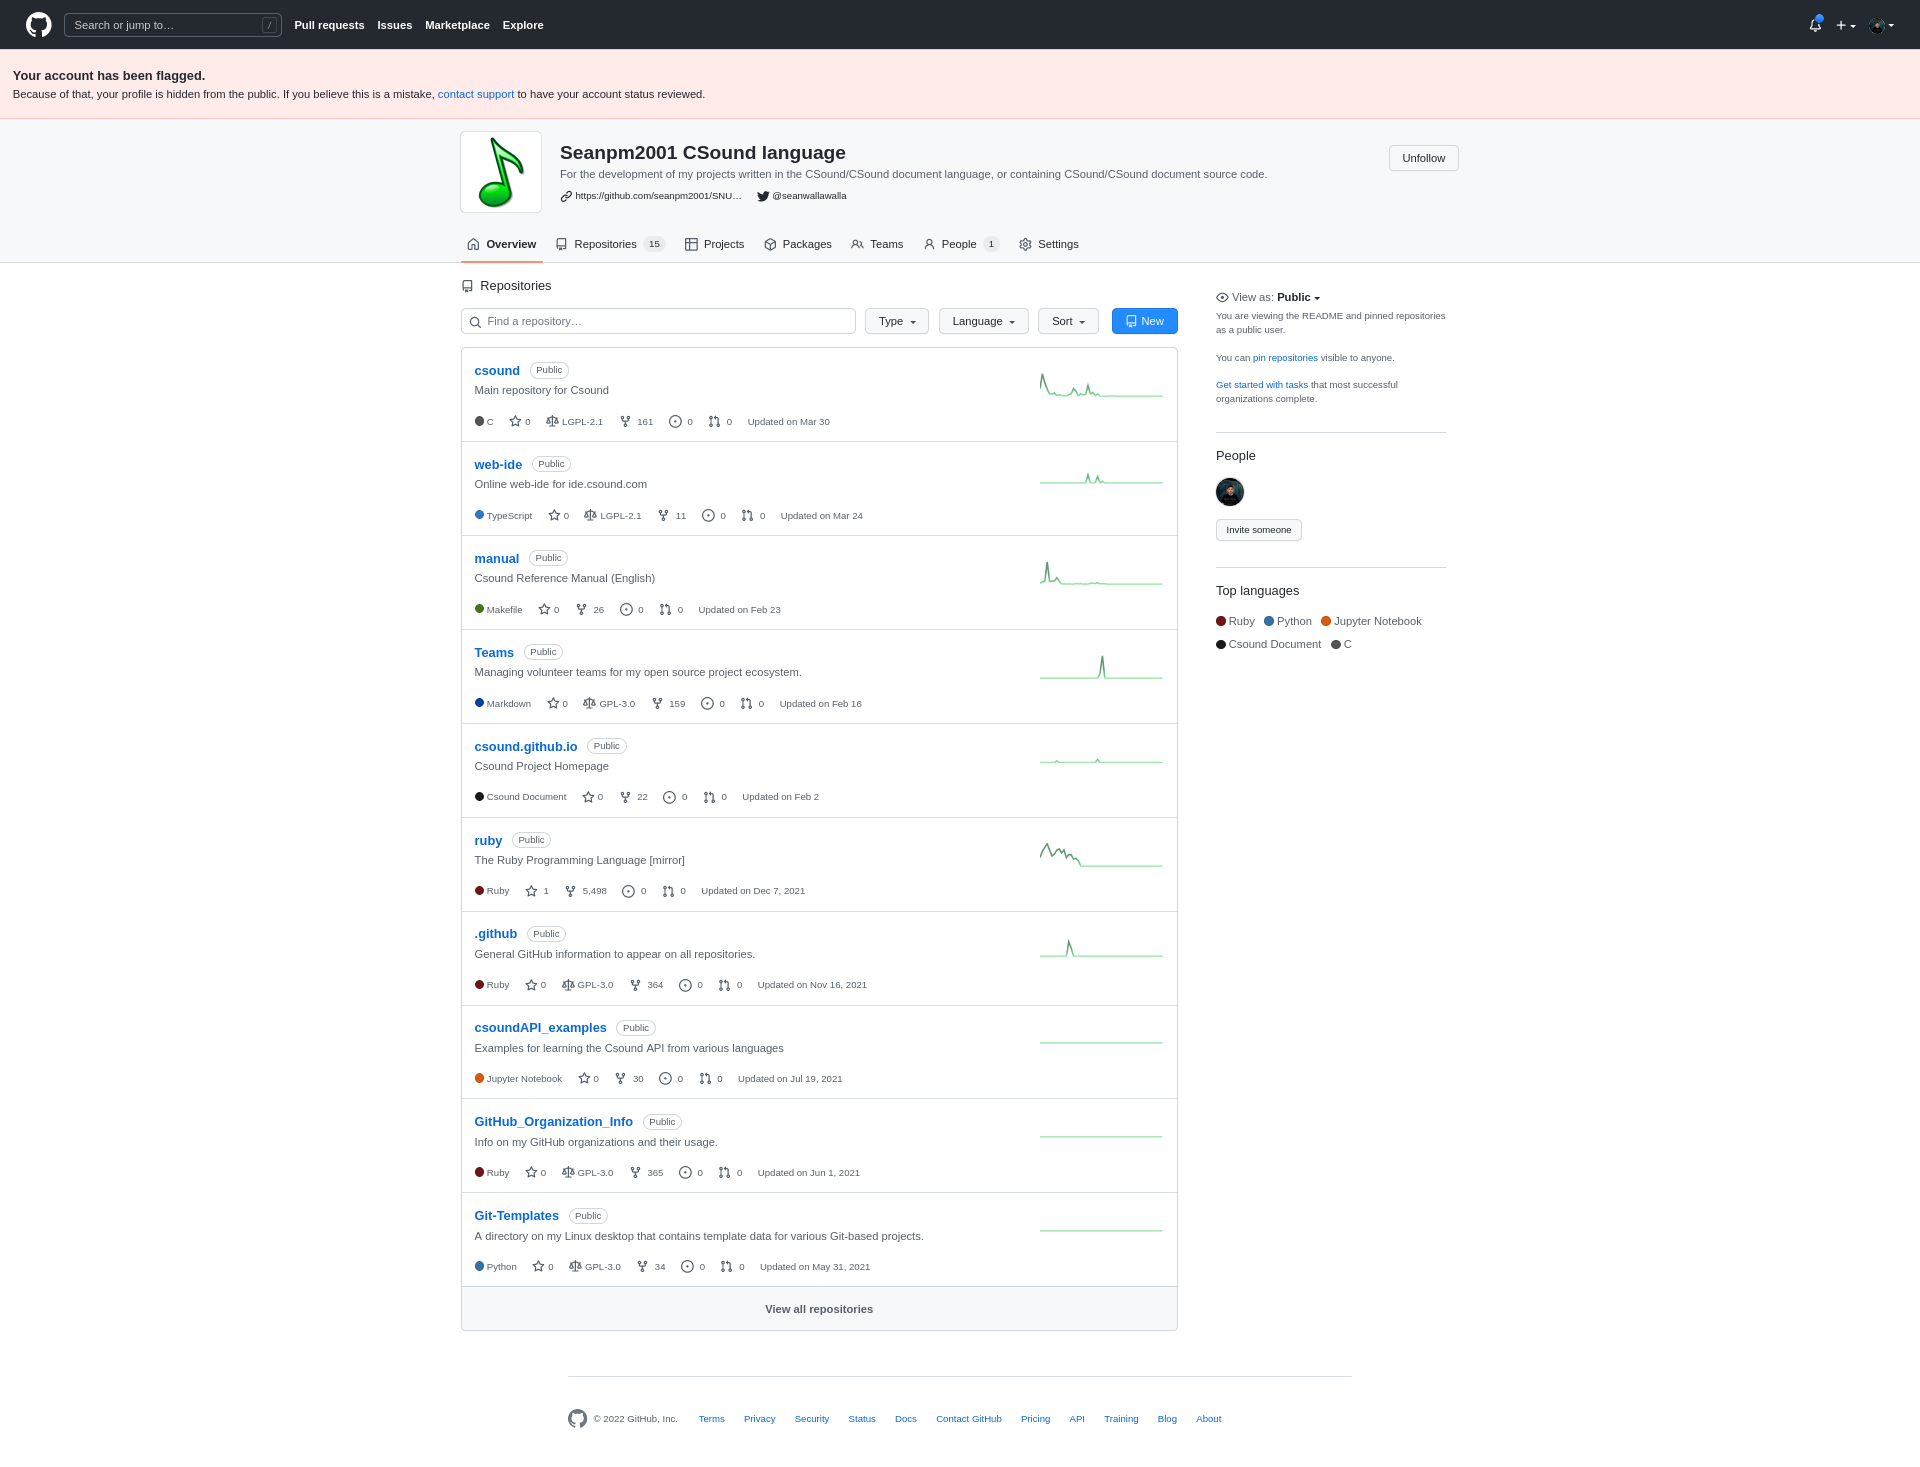 Search or jump to… /
Pull requests Issues Marketplace Explore
Your account has been flagged.
Because of that, your profile is hidden from the public. If you believe this is a mistake, contact support to have your account status reviewed.
Seanpm2001 CSound language
For the development of my projects written in the CSound/CSound document language, or containing CSound/CSound document source code.
https://github.com/seanpm2001/SNU… @seanwallawalla
Unfollow
Overview Repositories 15 Projects Packages Teams People 1 Settings
Repositories
Find a repository… Type Language Sort New
csound Public
Main repository for Csound
C 0 LGPL-2.1 161 0 0 Updated on Mar 30
web-ide Public
Online web-ide for ide.csound.com
TypeScript 0 LGPL-2.1 11 0 0 Updated on Mar 24
manual Public
Csound Reference Manual (English)
Makefile 0 26 0 0 Updated on Feb 23
Teams Public
Managing volunteer teams for my open source project ecosystem.
Markdown 0 GPL-3.0 159 0 0 Updated on Feb 16
csound.github.io Public
Csound Project Homepage
Csound Document 0 22 0 0 Updated on Feb 2
ruby Public
The Ruby Programming Language [mirror]
Ruby 1 5,498 0 0 Updated on Dec 7, 2021
.github Public
General GitHub information to appear on all repositories.
Ruby 0 GPL-3.0 364 0 0 Updated on Nov 16, 2021
csoundAPI_examples Public
Examples for learning the Csound API from various languages
Jupyter Notebook 0 30 0 0 Updated on Jul 19, 2021
GitHub_Organization_Info Public
Info on my GitHub organizations and their usage.
Ruby 0 GPL-3.0 365 0 0 Updated on Jun 1, 2021
Git-Templates Public
A directory on my Linux desktop that contains template data for various Git-based projects.
Python 0 GPL-3.0 34 0 0 Updated on May 31, 2021
View all repositories
View as: Public
You are viewing the README and pinned repositories
as a public user.
You can pin repositories visible to anyone.
Get started with tasks that most successful
organizations complete.
People
Invite someone
Top languages
Ruby Python Jupyter Notebook
Csound Document C
© 2022 GitHub, Inc. Terms Privacy Security Status Docs Contact GitHub Pricing API Training Blog About